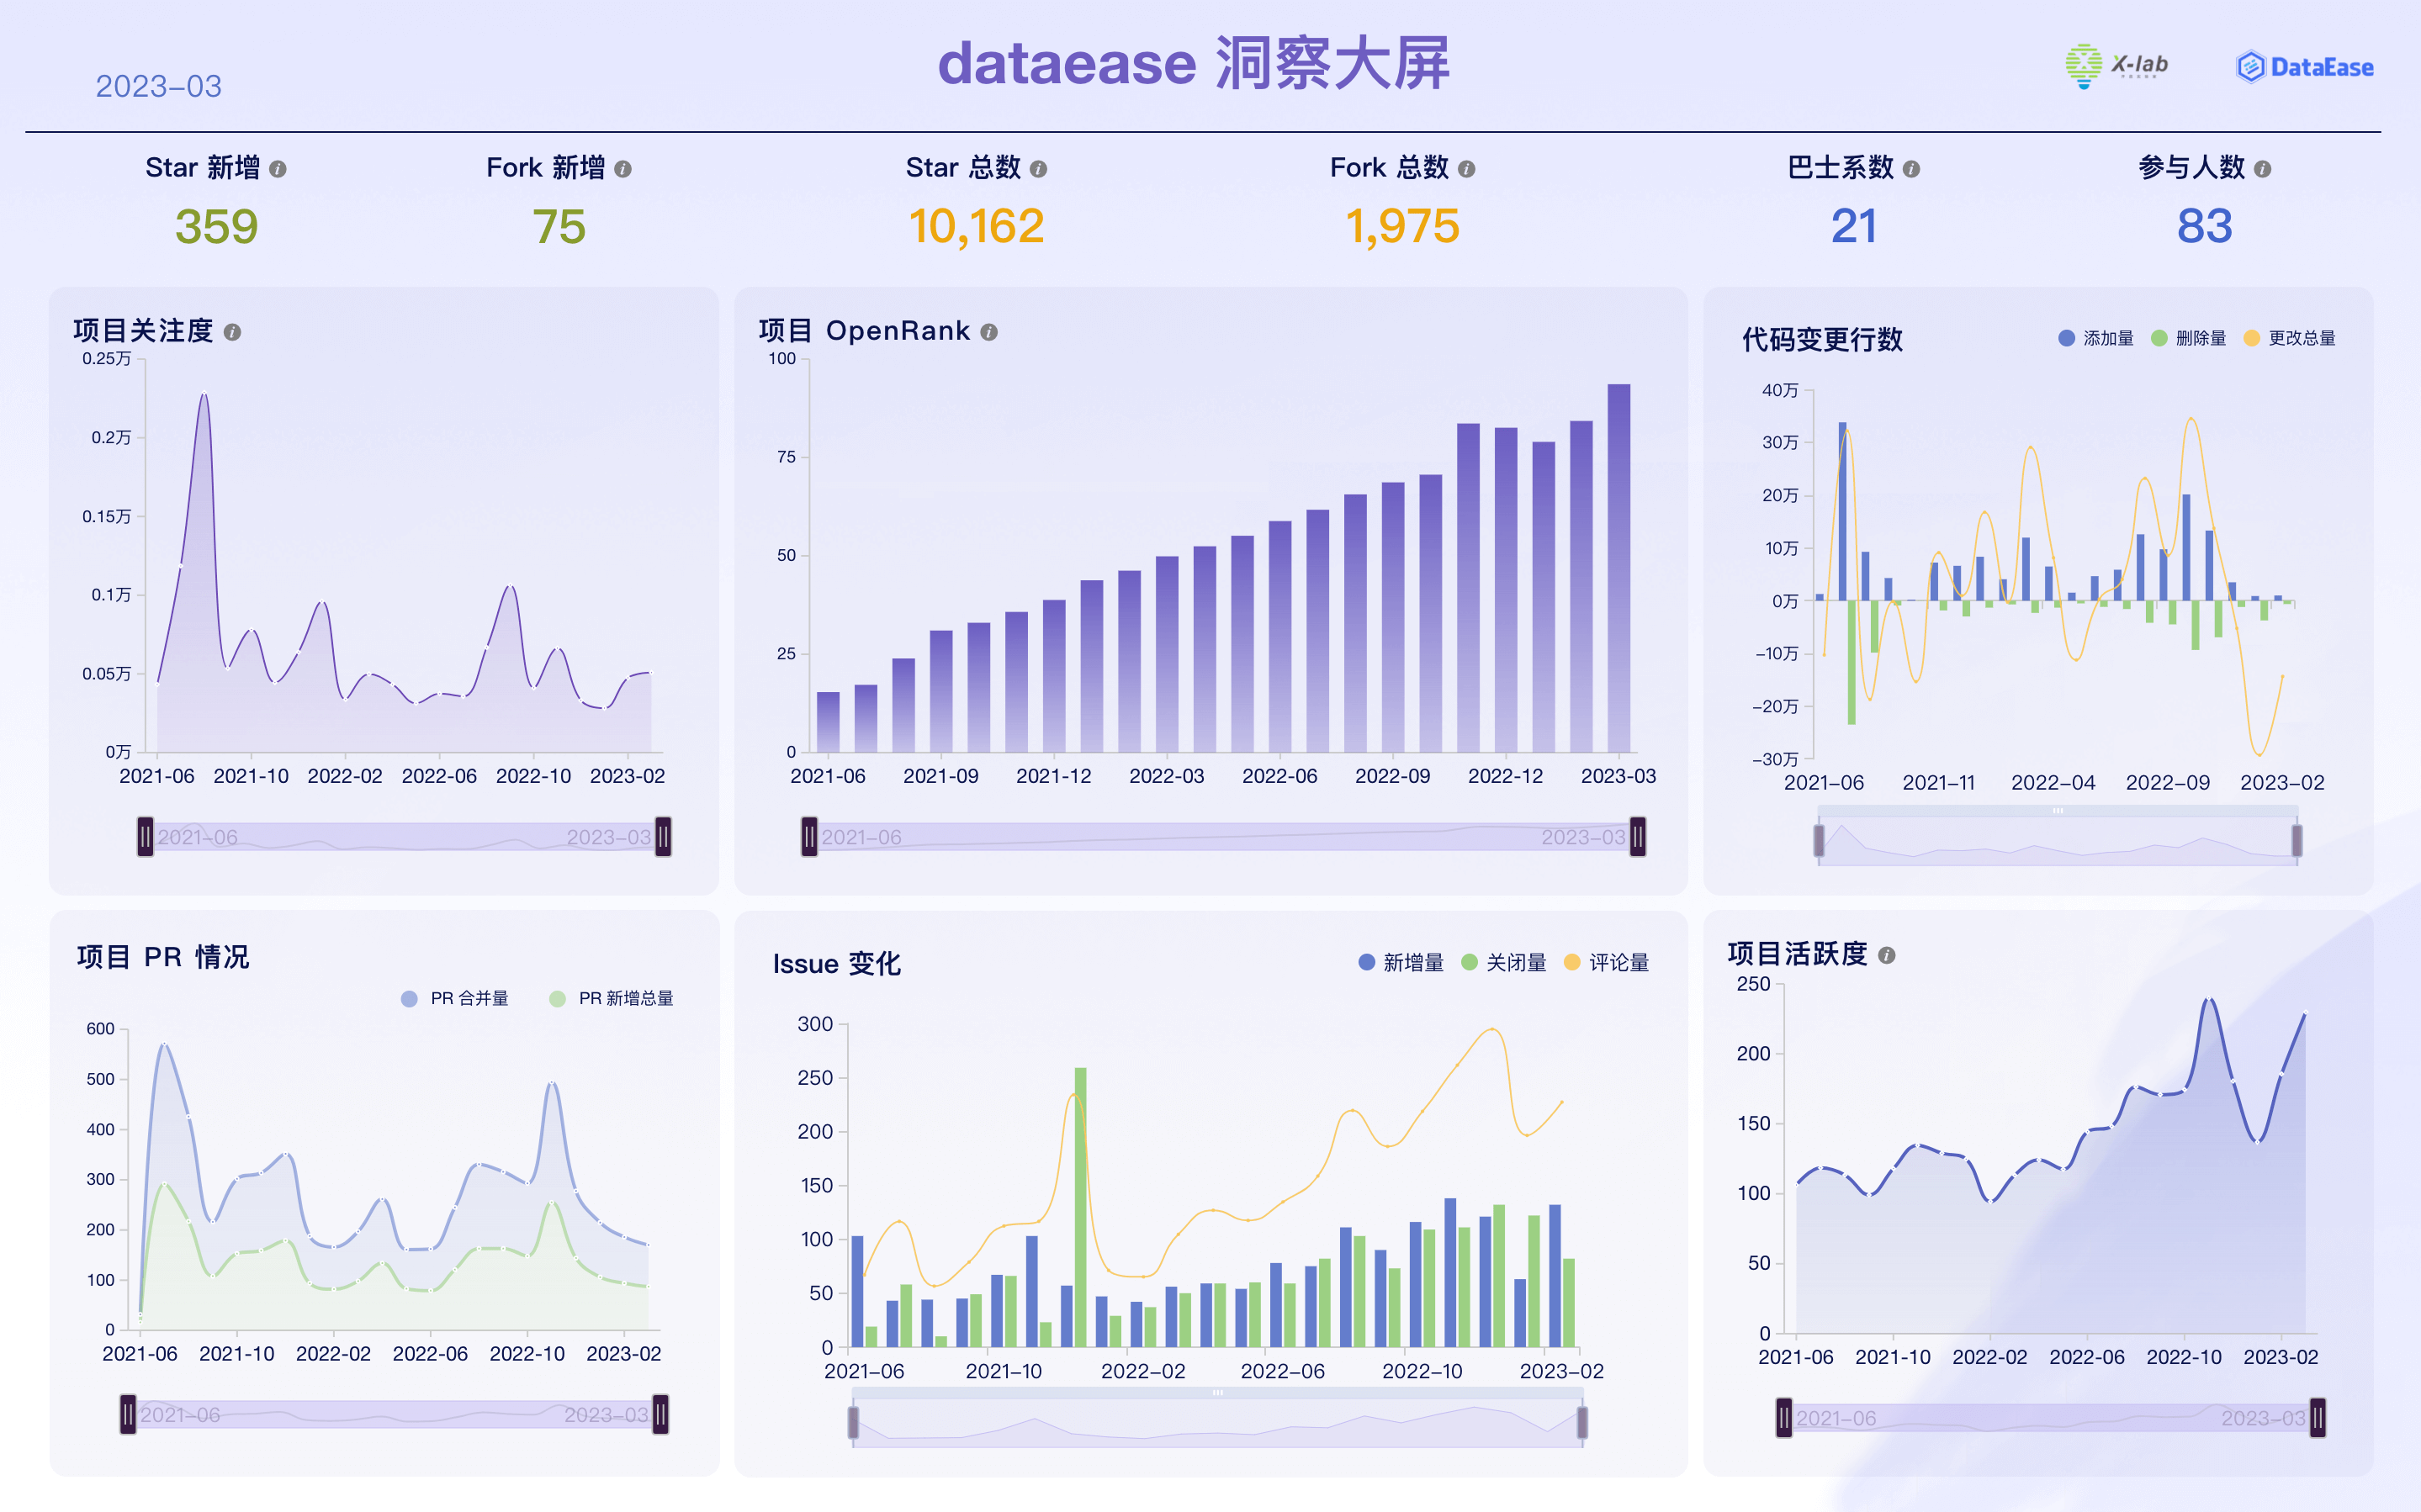 dataease 洞察大屏
2023-03
X-lab
DataEase
Star 新增
Fork 新增
Star 总数
Fork 总数
巴士系数
参与人数
359
75
10,162
1,975
21
83
项目关注度
0.25万
0.2万
0.15万
0.1万
0.05万
0万
2021-06 2021-10 2022-02 2022-06 2022-10 2023-02
2021-06 2023-03
项目 OpenRank
100
75
50
25
0
2021-06 2021-09 2021-12 2022-03 2022-06 2022-09 2022-12 2023-03
2021-06 2023-03
代码变更行数
添加量 删除量 更改总量
40万
30万
20万
10万
0万
-10万
-20万
-30万
2021-06 2021-11 2022-04 2022-09 2023-02
项目 PR 情况
PR 合并量 PR 新增总量
600
500
400
300
200
100
0
2021-06 2021-10 2022-02 2022-06 2022-10 2023-02
2021-06 2023-03
Issue 变化
新增量 关闭量 评论量
300
250
200
150
100
50
0
2021-06 2021-10 2022-02 2022-06 2022-10 2023-02
项目活跃度
250
200
150
100
50
0
2021-06 2021-10 2022-02 2022-06 2022-10 2023-02
2021-06 2023-03